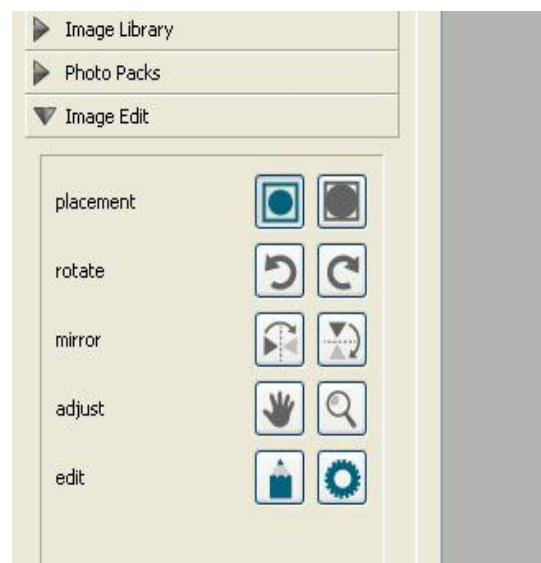 Image Library
Photo Packs
Image Edit
placement
rotate
mirror
adjust
edit